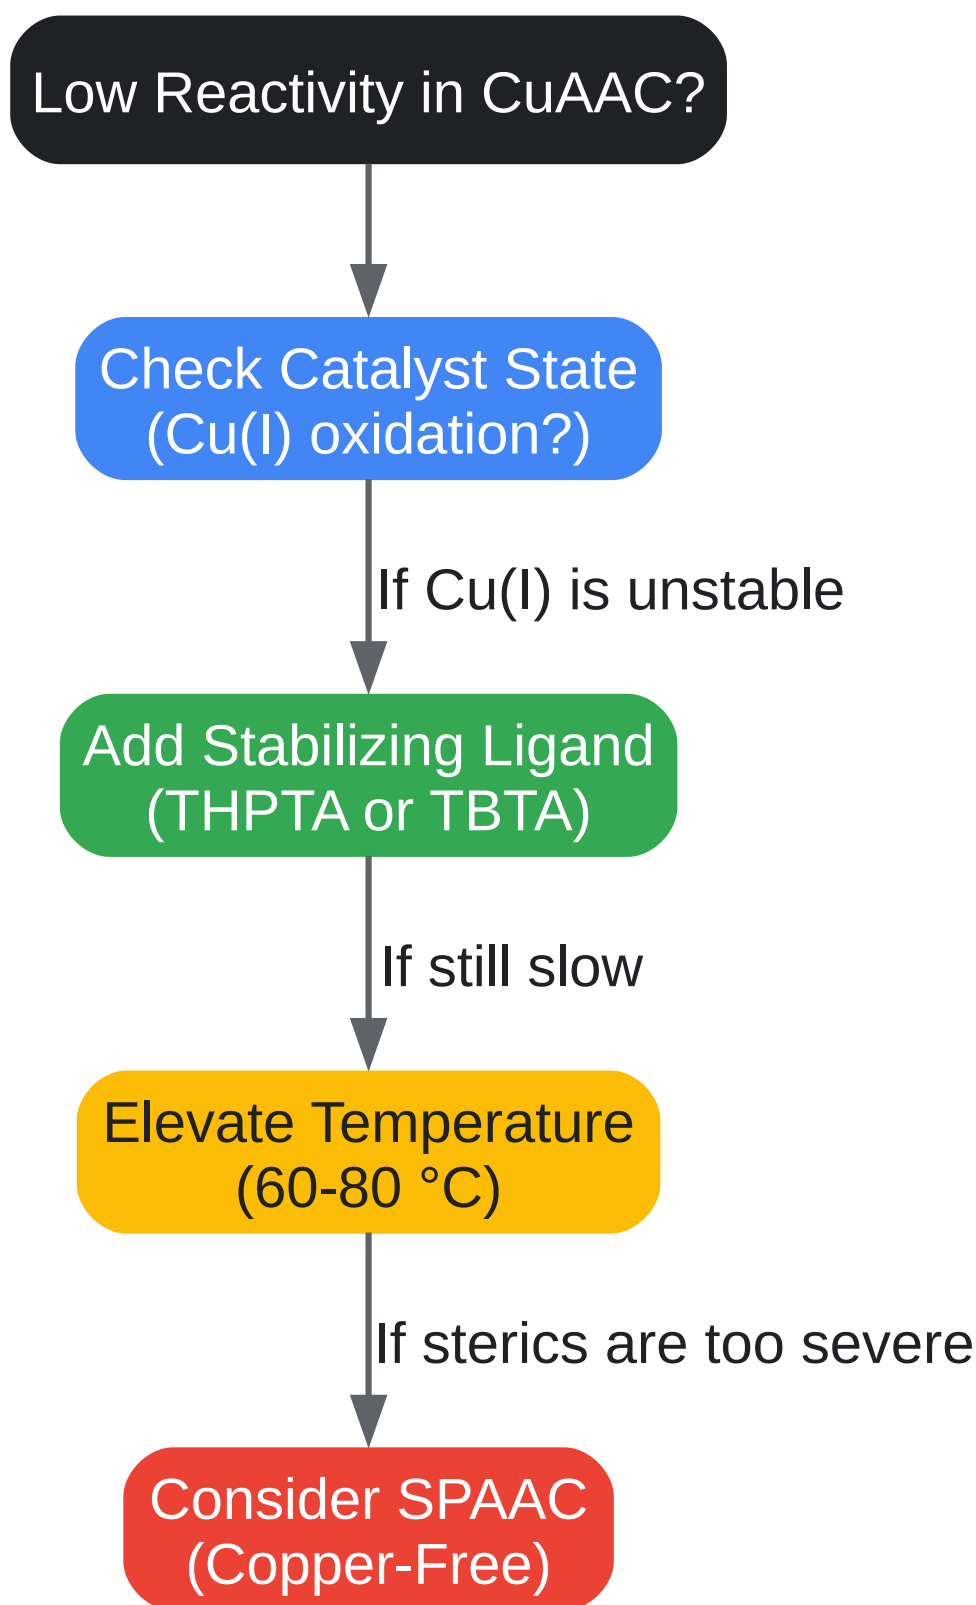 Low Reactivity in CuAAC?
Check Catalyst State
(Cu(I) oxidation?)
If Cu(I) is unstable
Add Stabilizing Ligand
(THPTA or TBTA)
If still slow
Elevate Temperature
(60-80 °C)
If sterics are too severe
Consider SPAAC
(Copper-Free)